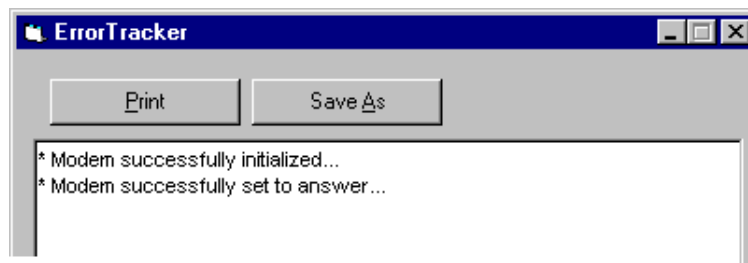 ErrorTracker
Print Save As
* Modem successfully initialized...
* Modem successfully set to answer...